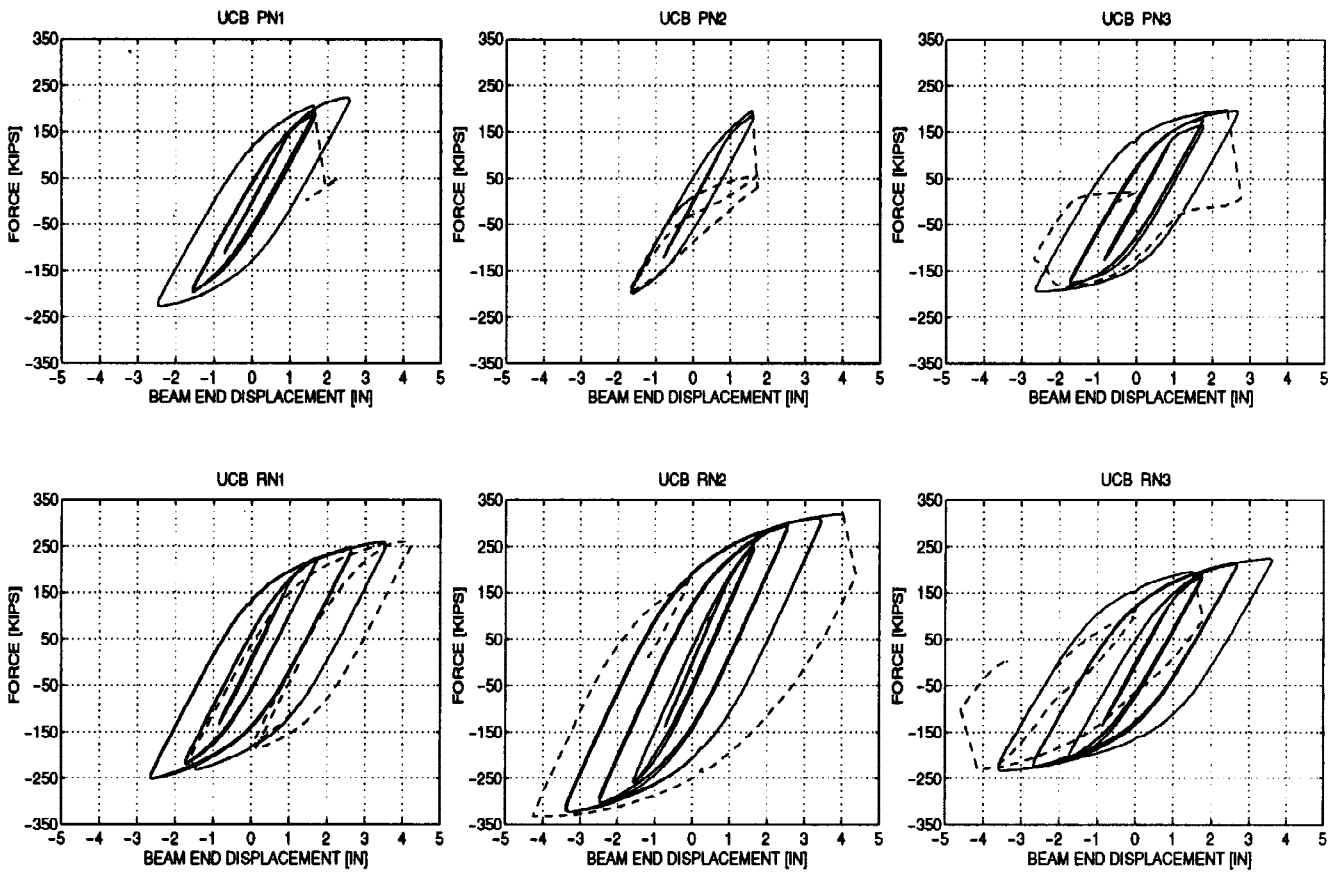 UCB PN1
350
250
150
50
-50
-150
-250
-350
FORCE [KIPS]
-5 -4 -3 -2 -1 0 1 2 3 4 5
BEAM END DISPLACEMENT [IN]
UCB PN2
350
250
150
50
-50
-150
-250
-350
FORCE [KIPS]
-5 -4 -3 -2 -1 0 1 2 3 4 5
BEAM END DISPLACEMENT [IN]
UCB PN3
350
250
150
50
-50
-150
-250
-350
FORCE [KIPS]
-5 -4 -3 -2 -1 0 1 2 3 4 5
BEAM END DISPLACEMENT [IN]
UCB RN1
350
250
150
50
-50
-150
-250
-350
FORCE [KIPS]
-5 -4 -3 -2 -1 0 1 2 3 4 5
BEAM END DISPLACEMENT [IN]
UCB RN2
350
250
150
50
-50
-150
-250
-350
FORCE [KIPS]
-5 -4 -3 -2 -1 0 1 2 3 4 5
BEAM END DISPLACEMENT [IN]
UCB RN3
350
250
150
50
-50
-150
-250
-350
FORCE [KIPS]
-5 -4 -3 -2 -1 0 1 2 3 4 5
BEAM END DISPLACEMENT [IN]